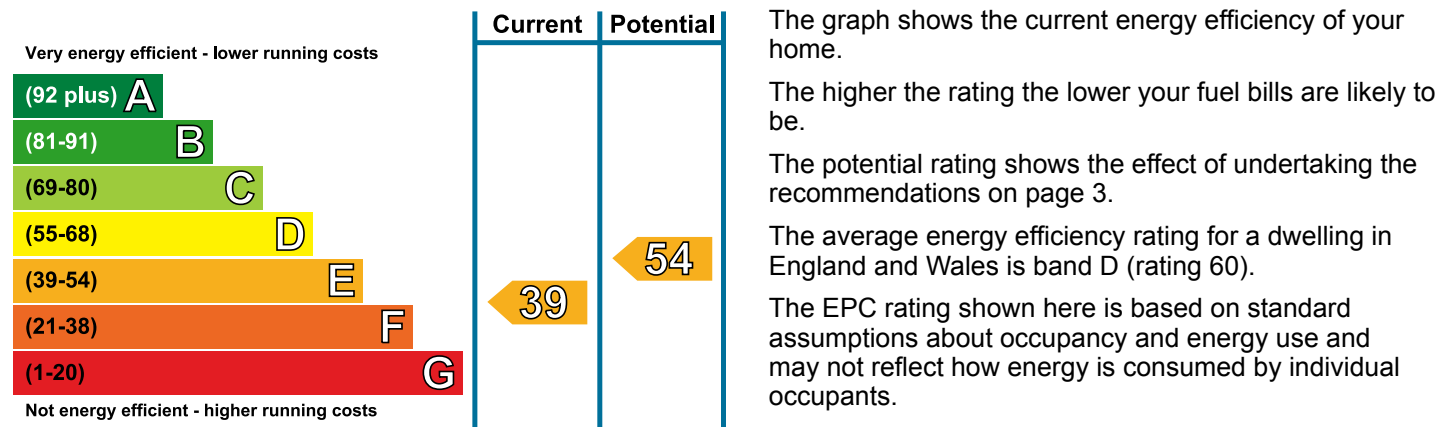 Current Potential
Very energy efficient - lower running costs
(92 plus) A
(81-91) B
(69-80) C
(55-68) D
54
(39-54) E
39
(21-38) F
(1-20) G
Not energy efficient - higher running costs
The graph shows the current energy efficiency of your
home.
The higher the rating the lower your fuel bills are likely to
be.
The potential rating shows the effect of undertaking the
recommendations on page 3.
The average energy efficiency rating for a dwelling in
England and Wales is band D (rating 60).
The EPC rating shown here is based on standard
assumptions about occupancy and energy use and
may not reflect how energy is consumed by individual
occupants.